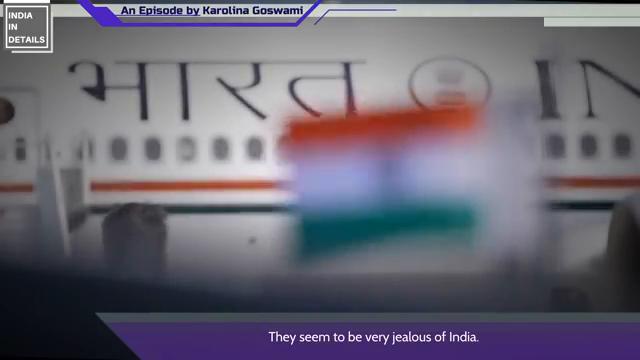 INDIA
IN
DETAILS
An Episode by Karolina Goswami
भारत IN
They seem to be very jealous of India.